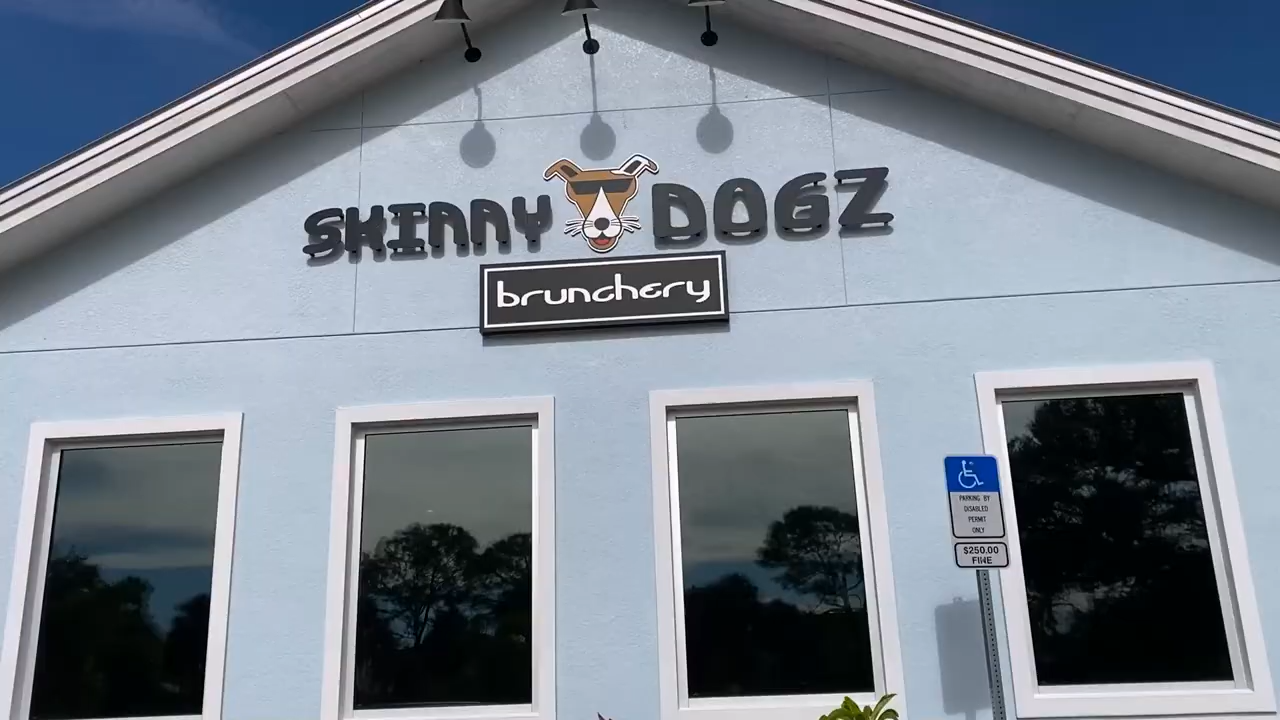 SKINNY DOGZ
brunchery
PARKING BY
DISABLED
PERMIT
ONLY
$250.00
FINE